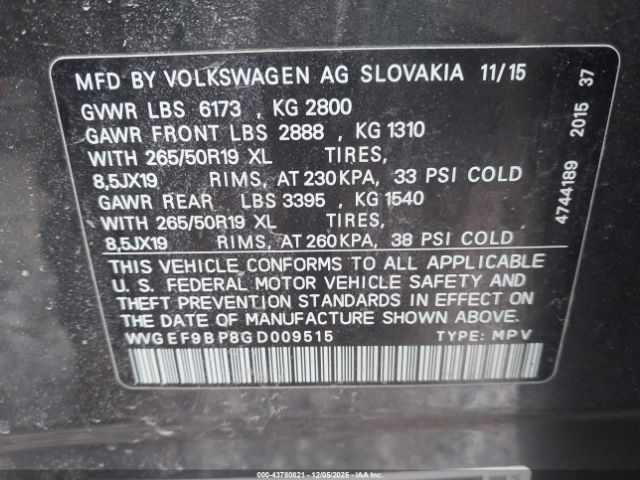 MFD BY VOLKSWAGEN AG SLOVAKIA 11/15
GVWR LBS 6173 , KG 2800
GAWR FRONT LBS 2888 , KG 1310
WITH 265/50R19 XL TIRES,
8,5JX19 RIMS, AT 230 KPA, 33 PSI COLD
GAWR REAR LBS 3395 , KG 1540
WITH 265/50R19 XL TIRES,
8,5JX19 RIMS, AT 260 KPA, 38 PSI COLD
THIS VEHICLE CONFORMS TO ALL APPLICABLE
U. S. FEDERAL MOTOR VEHICLE SAFETY AND
THEFT PREVENTION STANDARDS IN EFFECT ON
THE DATE OF MANUFACTURE SHOWN ABOVE.
WVGEF9BP8GD009515 TYPE: MPV
4744189 2015 37
000-43780821 - 12/05/2025 - IAA, Inc.